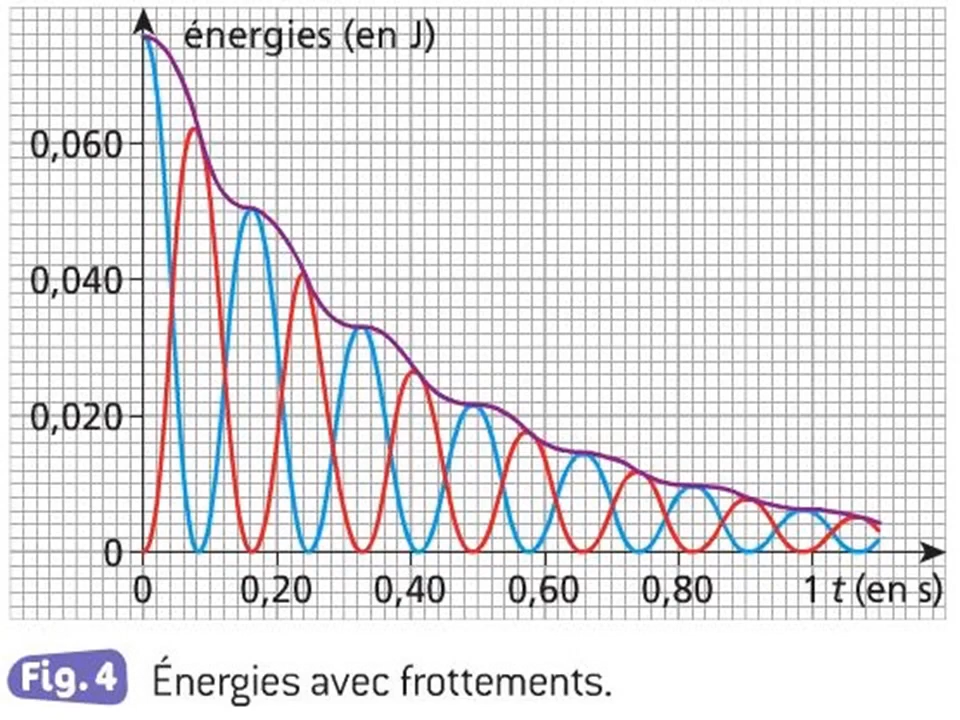 énergies (en J)
0,060
0,040
0,020
0
0 0,20 0,40 0,60 0,80 1 t (en s)
Fig. 4 Énergies avec frottements.